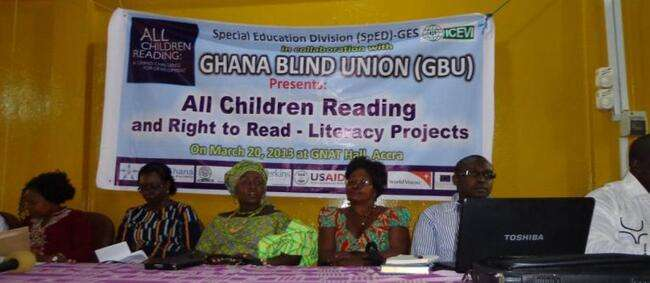 ALL
CHILDREN
READING:
A GRAND CHALLENGE
FOR DEVELOPMENT
Special Education Division (SpED)-GES
ICEVI
in collaboration with
GHANA BLIND UNION (GBU)
Presents:
All Children Reading
and Right to Read - Literacy Projects
On March 20, 2013 at GNAT Hall, Accra
USAID
World Vision
TOSHIBA